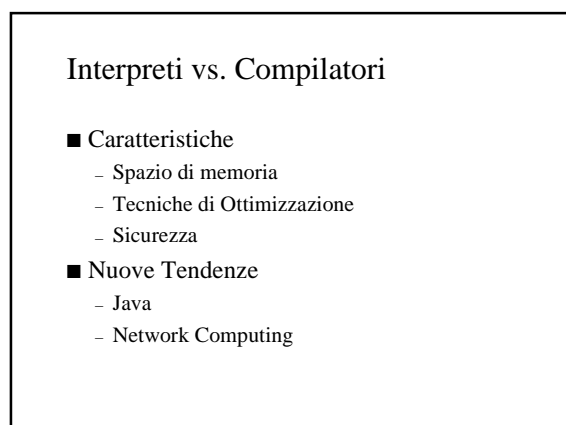 Interpreti vs. Compilatori
■ Caratteristiche
– Spazio di memoria
– Tecniche di Ottimizzazione
– Sicurezza
■ Nuove Tendenze
– Java
– Network Computing